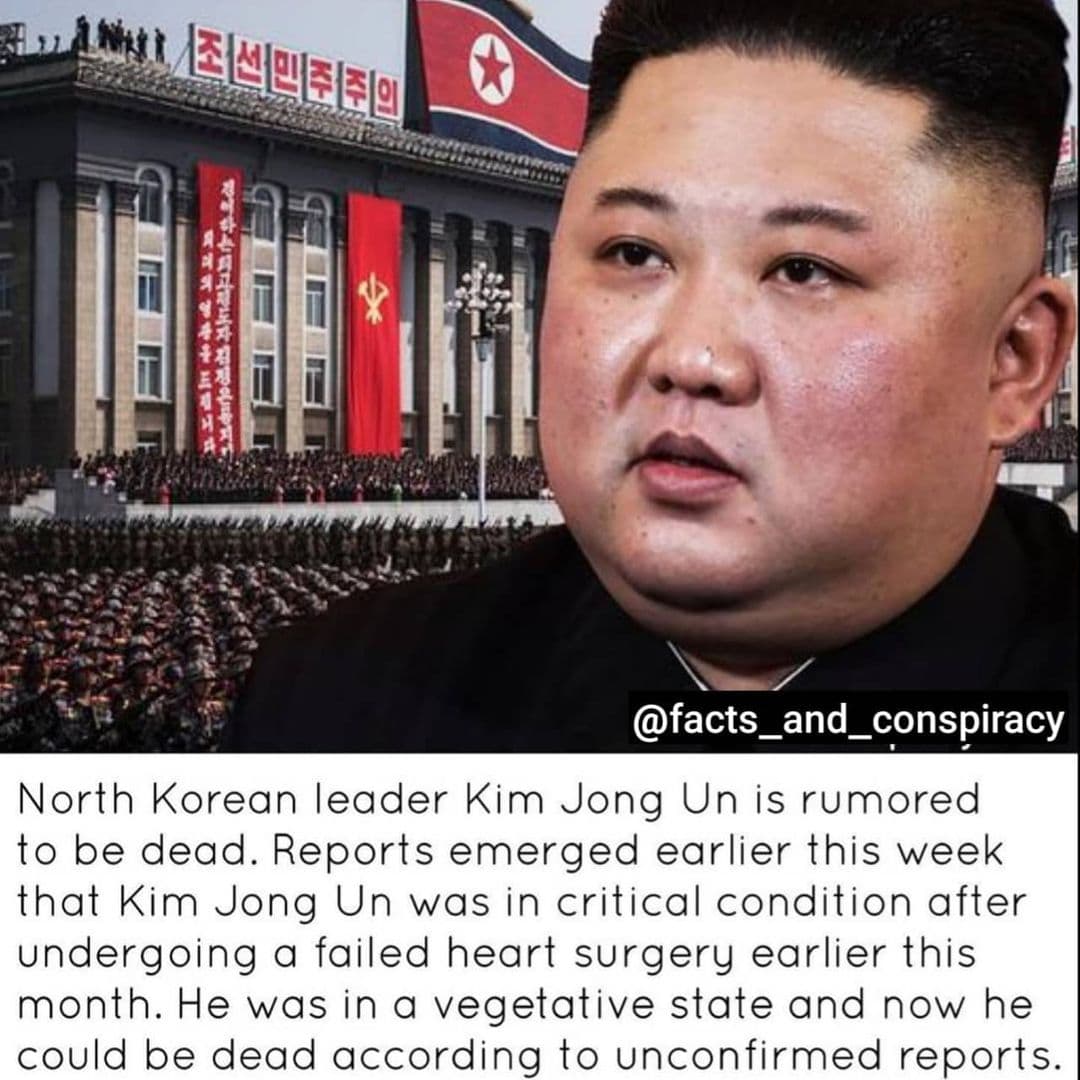 조선민주주의
@facts_and_conspiracy
North Korean leader Kim Jong Un is rumored
to be dead. Reports emerged earlier this week
that Kim Jong Un was in critical condition after
undergoing a failed heart surgery earlier this
month. He was in a vegetative state and now he
could be dead according to unconfirmed reports.